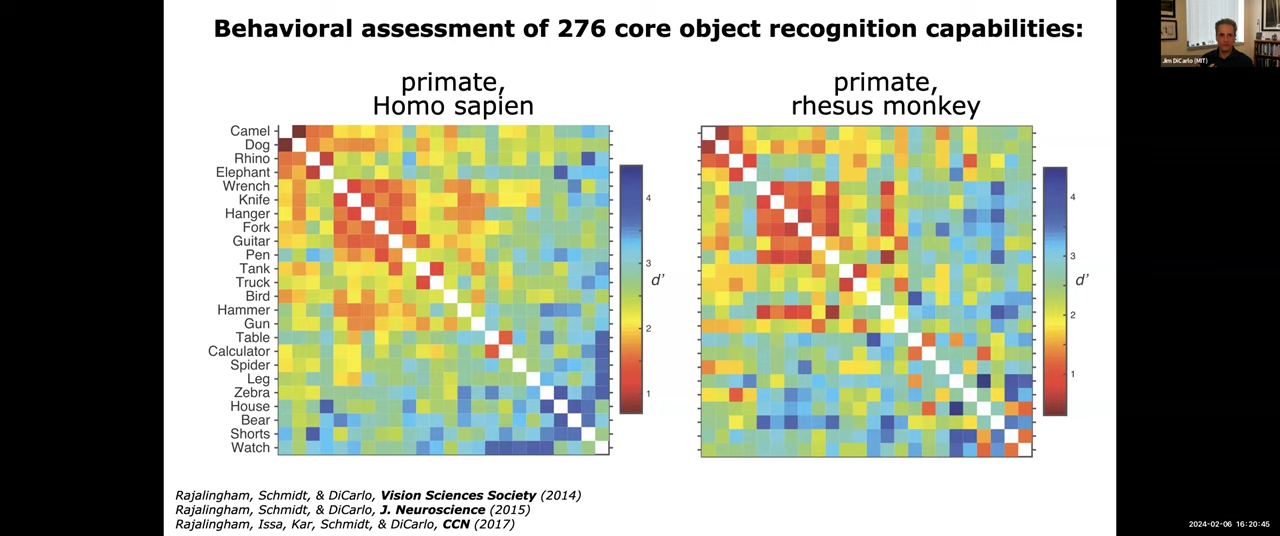 Behavioral assessment of 276 core object recognition capabilities:
primate,
Homo sapien
primate,
rhesus monkey
Camel
Dog
Rhino
Elephant
Wrench
Knife
Hanger
Fork
Guitar
Pen
Tank
Truck
Bird
Hammer
Gun
Table
Calculator
Spider
Leg
Zebra
House
Bear
Shorts
Watch
4
3
2
1
d'
4
3
2
1
d'
Rajalingham, Schmidt, & DiCarlo, Vision Sciences Society (2014)
Rajalingham, Schmidt, & DiCarlo, J. Neuroscience (2015)
Rajalingham, Issa, Kar, Schmidt, & DiCarlo, CCN (2017)
Jim DiCarlo (MIT)
2024-02-06 16:20:45